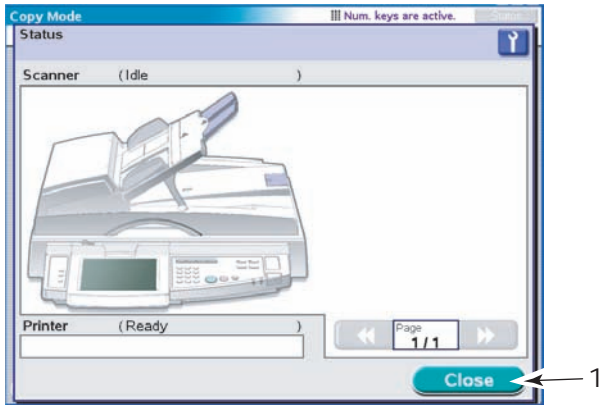 Copy Mode
Num. keys are active.
Status
Status
Scanner (Idle )
Printer (Ready )
Page
1/1
Close
1